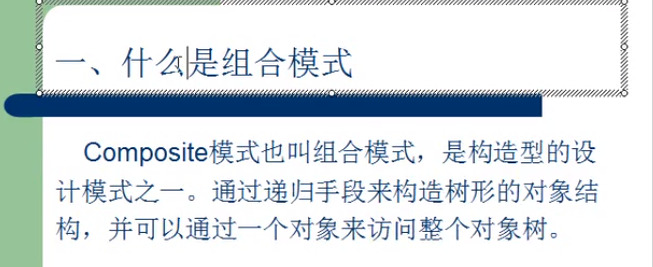 一、什么是组合模式
Composite模式也叫组合模式，是构造型的设
计模式之一。通过递归手段来构造树形的对象结
构，并可以通过一个对象来访问整个对象树。